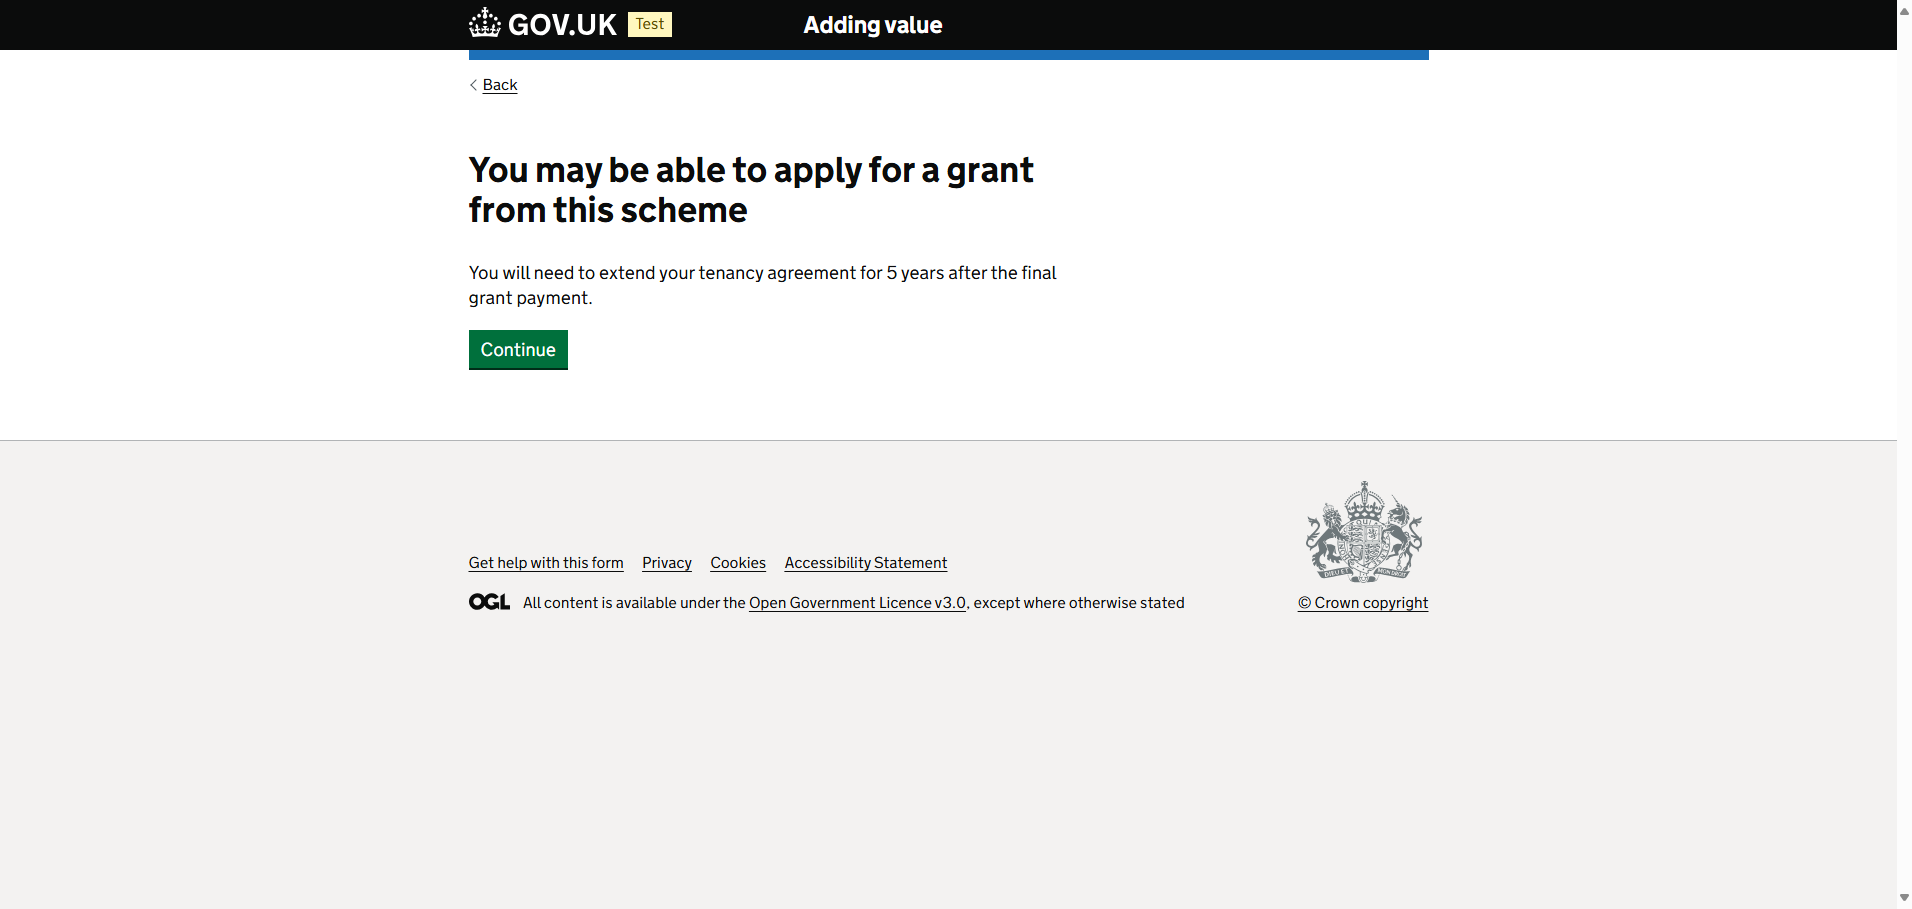 GOV.UK Test Adding value
Back
You may be able to apply for a grant
from this scheme
You will need to extend your tenancy agreement for 5 years after the final
grant payment.
Continue
Get help with this form Privacy Cookies Accessibility Statement
OGL All content is available under the Open Government Licence v3.0, except where otherwise stated
© Crown copyright